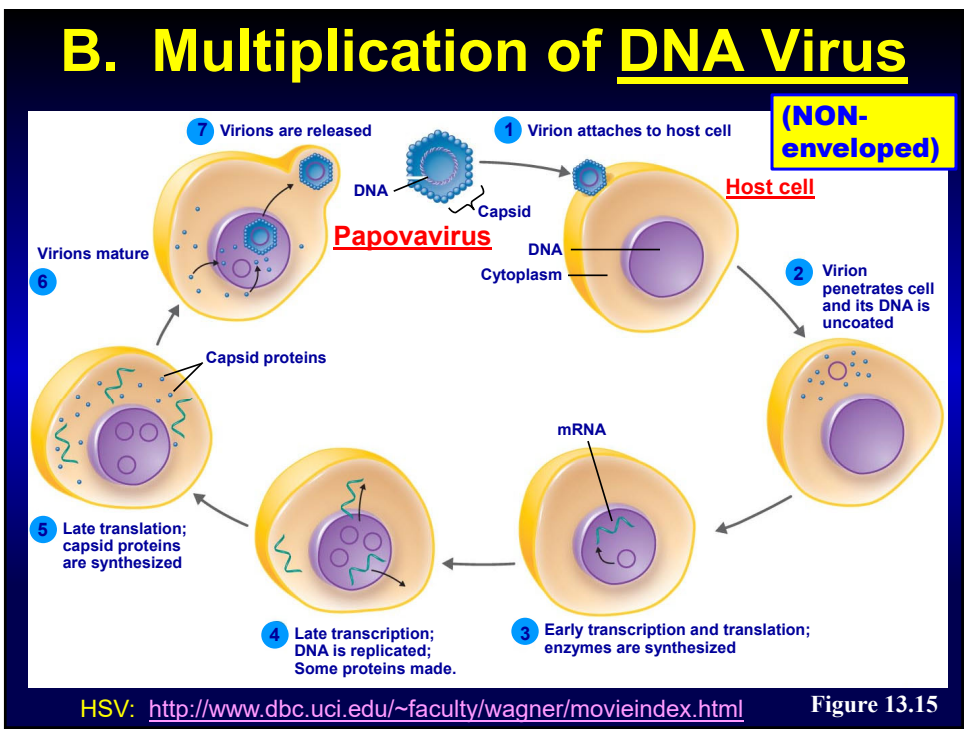 B. Multiplication of DNA Virus
(NON-
enveloped)
7 Virions are released
1 Virion attaches to host cell
DNA
Capsid
Host cell
Papovavirus
DNA
Cytoplasm
Virions mature
6
2 Virion
penetrates cell
and its DNA is
uncoated
Capsid proteins
mRNA
5 Late translation;
capsid proteins
are synthesized
4 Late transcription;
DNA is replicated;
Some proteins made.
3 Early transcription and translation;
enzymes are synthesized
HSV: http://www.dbc.uci.edu/~faculty/wagner/movieindex.html
Figure 13.15